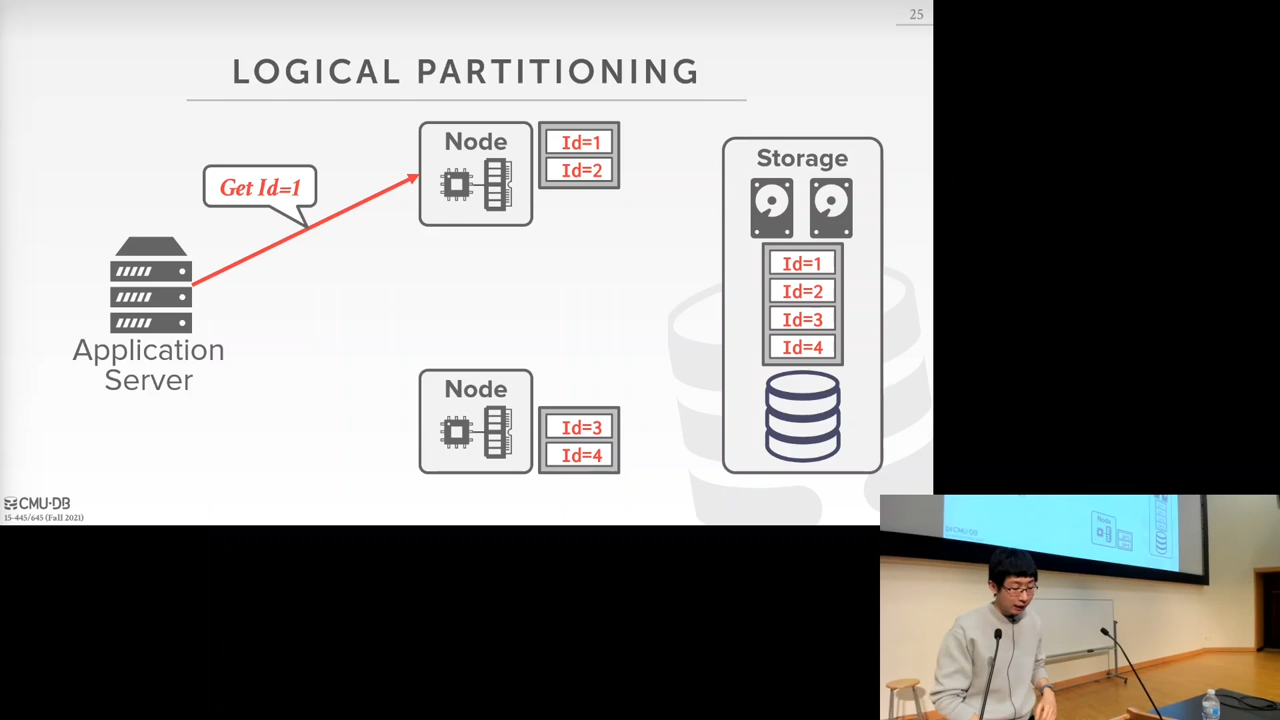 25
LOGICAL PARTITIONING
Node
Id=1
Id=2
Get Id=1
Storage
Id=1
Id=2
Id=3
Id=4
Application
Server
Node
Id=3
Id=4
CMU·DB
15-445/645 (Fall 2021)
Node